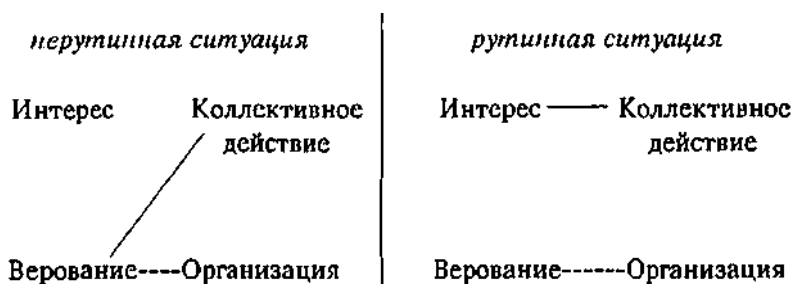 нерутинная ситуация
рутинная ситуация
Интерес Коллективное
действие
Интерес Коллективное
действие
Верование----Организация
Верование------Организация